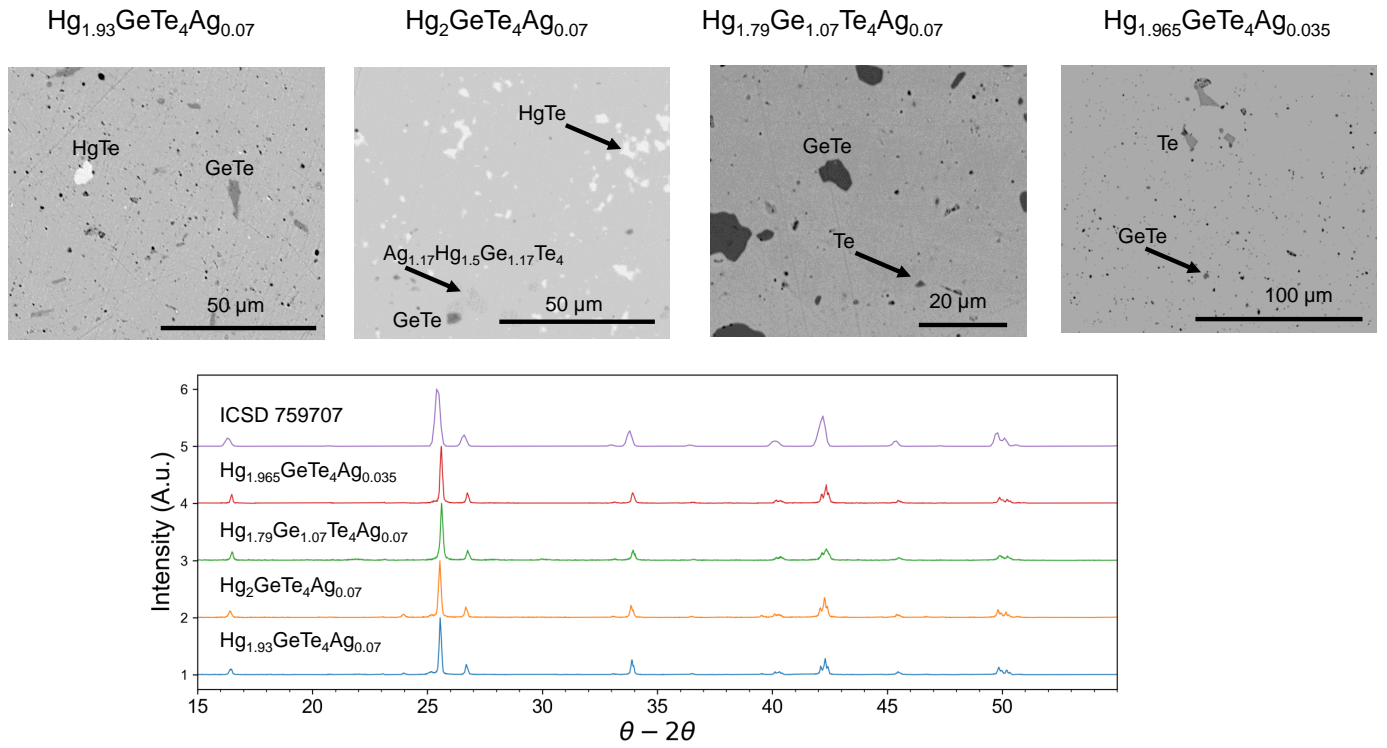 Hg₁.₉₃GeTe₄Ag₀.₀₇
Hg₂GeTe₄Ag₀.₀₇
Hg₁.₇₉Ge₁.₀₇Te₄Ag₀.₀₇
Hg₁.₉₆₅GeTe₄Ag₀.₀₃₅
HgTe
GeTe
50 µm
HgTe
Ag₁.₁₇Hg₁.₅Ge₁.₁₇Te₄
GeTe
50 µm
GeTe
Te
20 µm
Te
GeTe
100 µm
Intensity (A.u.)
6
5
4
3
2
1
ICSD 759707
Hg₁.₉₆₅GeTe₄Ag₀.₀₃₅
Hg₁.₇₉Ge₁.₀₇Te₄Ag₀.₀₇
Hg₂GeTe₄Ag₀.₀₇
Hg₁.₉₃GeTe₄Ag₀.₀₇
15 20 25 30 35 40 45 50
θ − 2θ